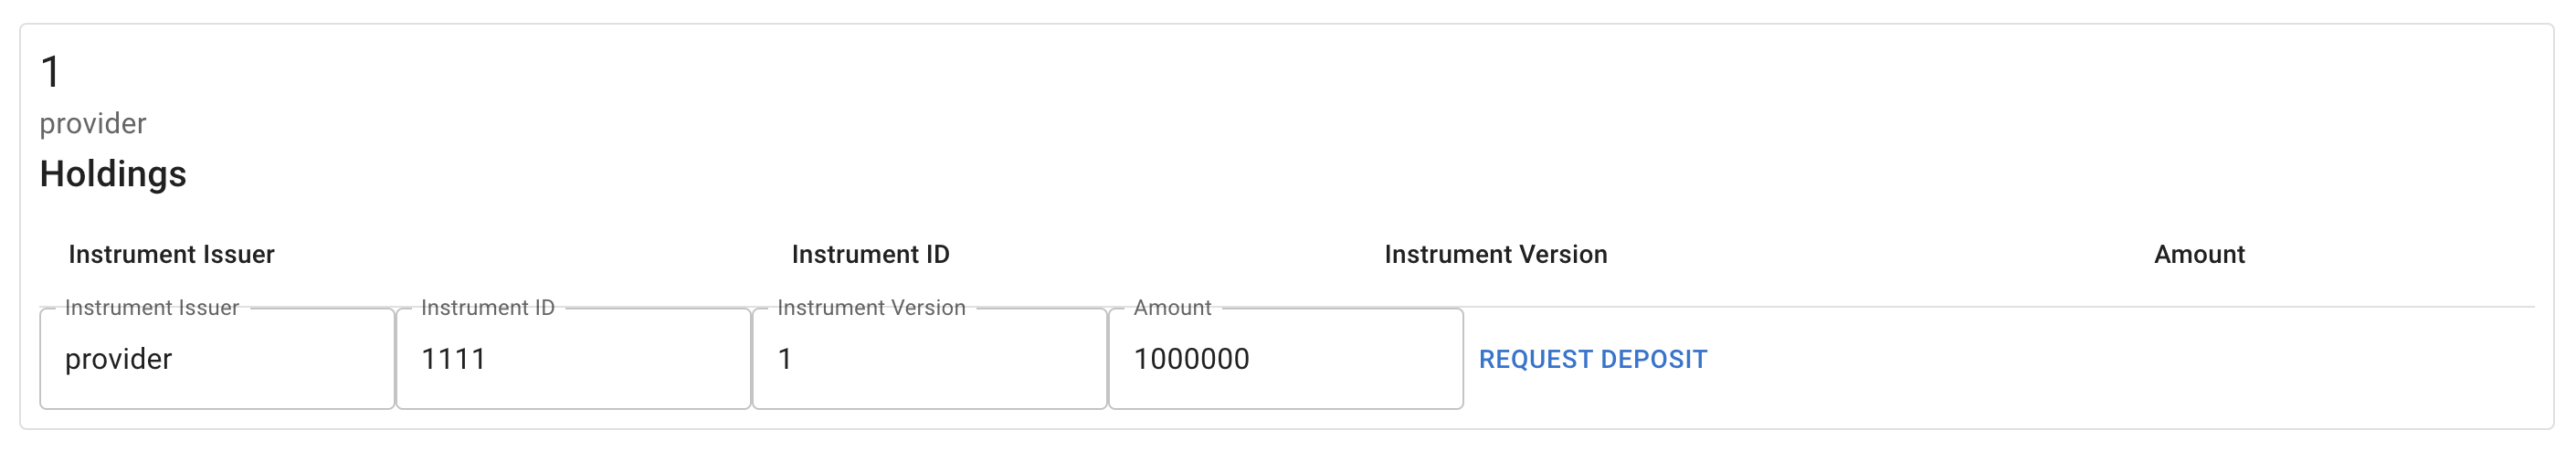 1
provider
Holdings
Instrument Issuer Instrument ID Instrument Version Amount
Instrument Issuer Instrument ID Instrument Version Amount
provider 1111 1 1000000 REQUEST DEPOSIT